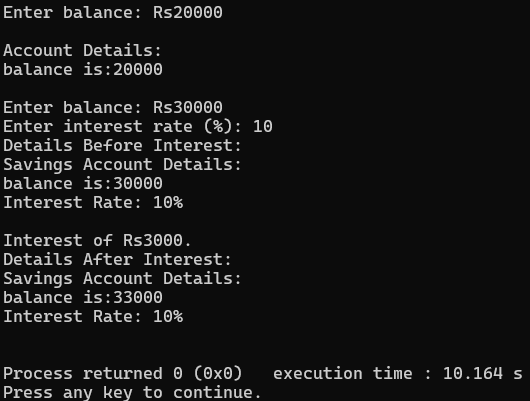 Enter balance: Rs20000
Account Details:
balance is:20000
Enter balance: Rs30000
Enter interest rate (%): 10
Details Before Interest:
Savings Account Details:
balance is:30000
Interest Rate: 10%
Interest of Rs3000.
Details After Interest:
Savings Account Details:
balance is:33000
Interest Rate: 10%
Process returned 0 (0x0)   execution time : 10.164 s
Press any key to continue.